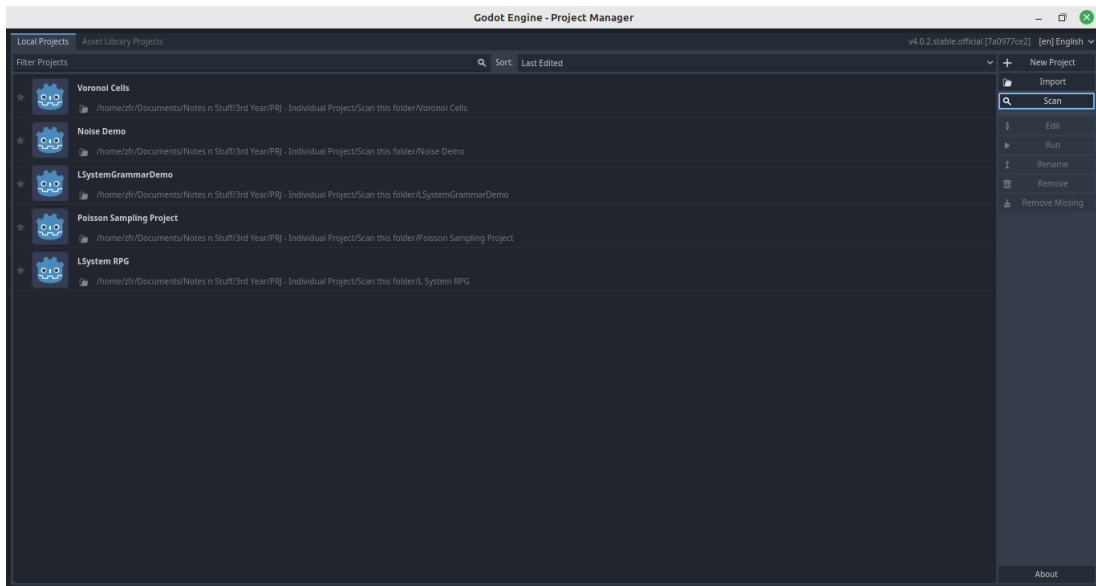 Godot Engine - Project Manager
Local Projects Asset Library Projects v4.0.2.stable.official [7a0977ce2] [en] English
Filter Projects Sort: Last Edited New Project
Import
Scan
Edit
Run
Rename
Remove
Remove Missing
Voronoi Cells
/home/zfr/Documents/Notes n Stuff/3rd Year/PRJ - Individual Project/Scan this folder/Voronoi Cells
Noise Demo
/home/zfr/Documents/Notes n Stuff/3rd Year/PRJ - Individual Project/Scan this folder/Noise Demo
LSystemGrammarDemo
/home/zfr/Documents/Notes n Stuff/3rd Year/PRJ - Individual Project/Scan this folder/LSystemGrammarDemo
Poisson Sampling Project
/home/zfr/Documents/Notes n Stuff/3rd Year/PRJ - Individual Project/Scan this folder/Poisson Sampling Project
LSystem RPG
/home/zfr/Documents/Notes n Stuff/3rd Year/PRJ - Individual Project/Scan this folder/L System RPG
About